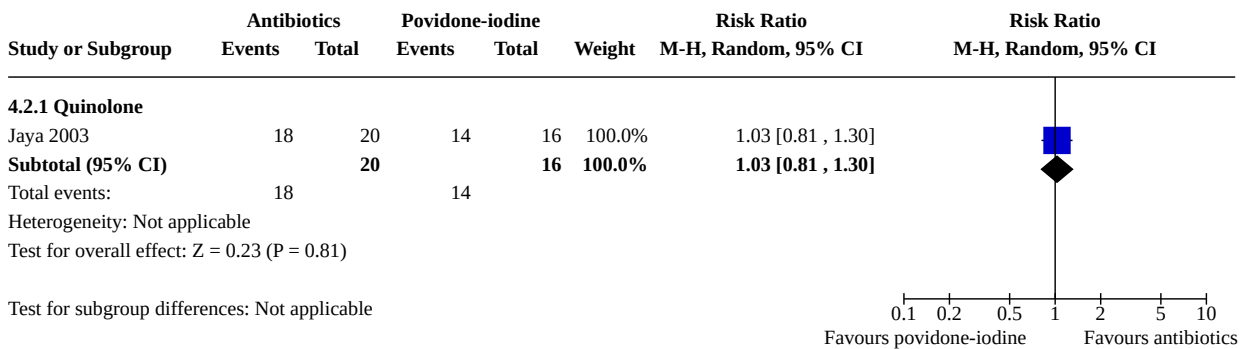 Antibiotics Povidone-iodine Risk Ratio Risk Ratio
Study or Subgroup Events Total Events Total Weight M-H, Random, 95% CI M-H, Random, 95% CI
4.2.1 Quinolone
Jaya 2003 18 20 14 16 100.0% 1.03 [0.81 , 1.30]
Subtotal (95% CI) 20 16 100.0% 1.03 [0.81 , 1.30]
Total events: 18 14
Heterogeneity: Not applicable
Test for overall effect: Z = 0.23 (P = 0.81)
Test for subgroup differences: Not applicable
0.1 0.2 0.5 1 2 5 10
Favours povidone-iodine Favours antibiotics